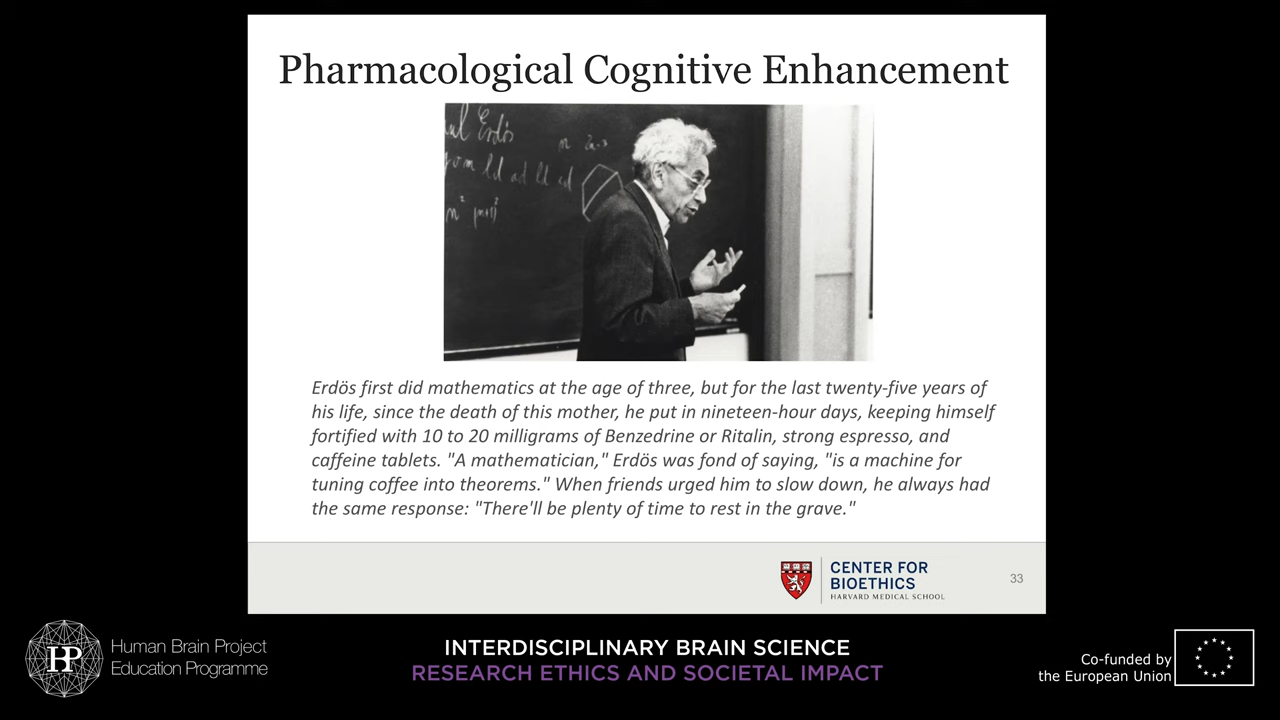 Pharmacological Cognitive Enhancement
Erdös first did mathematics at the age of three, but for the last twenty-five years of
his life, since the death of this mother, he put in nineteen-hour days, keeping himself
fortified with 10 to 20 milligrams of Benzedrine or Ritalin, strong espresso, and
caffeine tablets. "A mathematician," Erdös was fond of saying, "is a machine for
tuning coffee into theorems." When friends urged him to slow down, he always had
the same response: "There'll be plenty of time to rest in the grave."
CENTER FOR
BIOETHICS
HARVARD MEDICAL SCHOOL
33
Human Brain Project
Education Programme
INTERDISCIPLINARY BRAIN SCIENCE
RESEARCH ETHICS AND SOCIETAL IMPACT
Co-funded by
the European Union